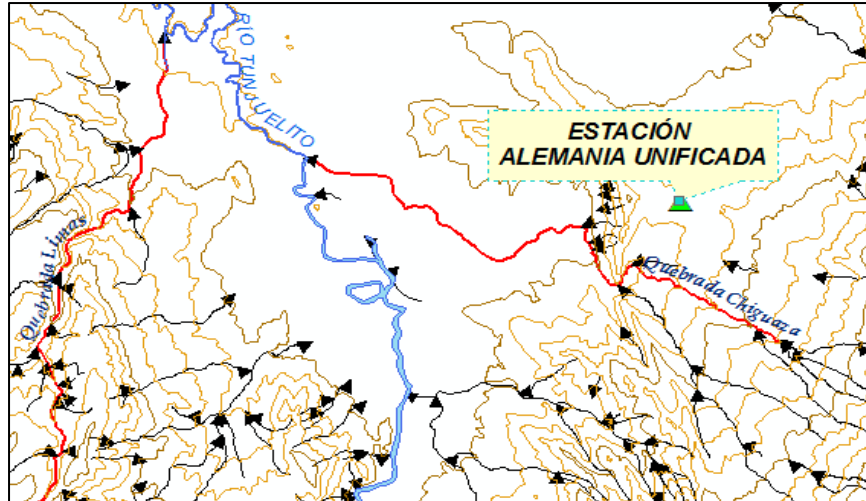 RIO TUNJUELITO
ESTACIÓN
ALEMANIA UNIFICADA
Quebrada Limas
Quebrada Chiguaza